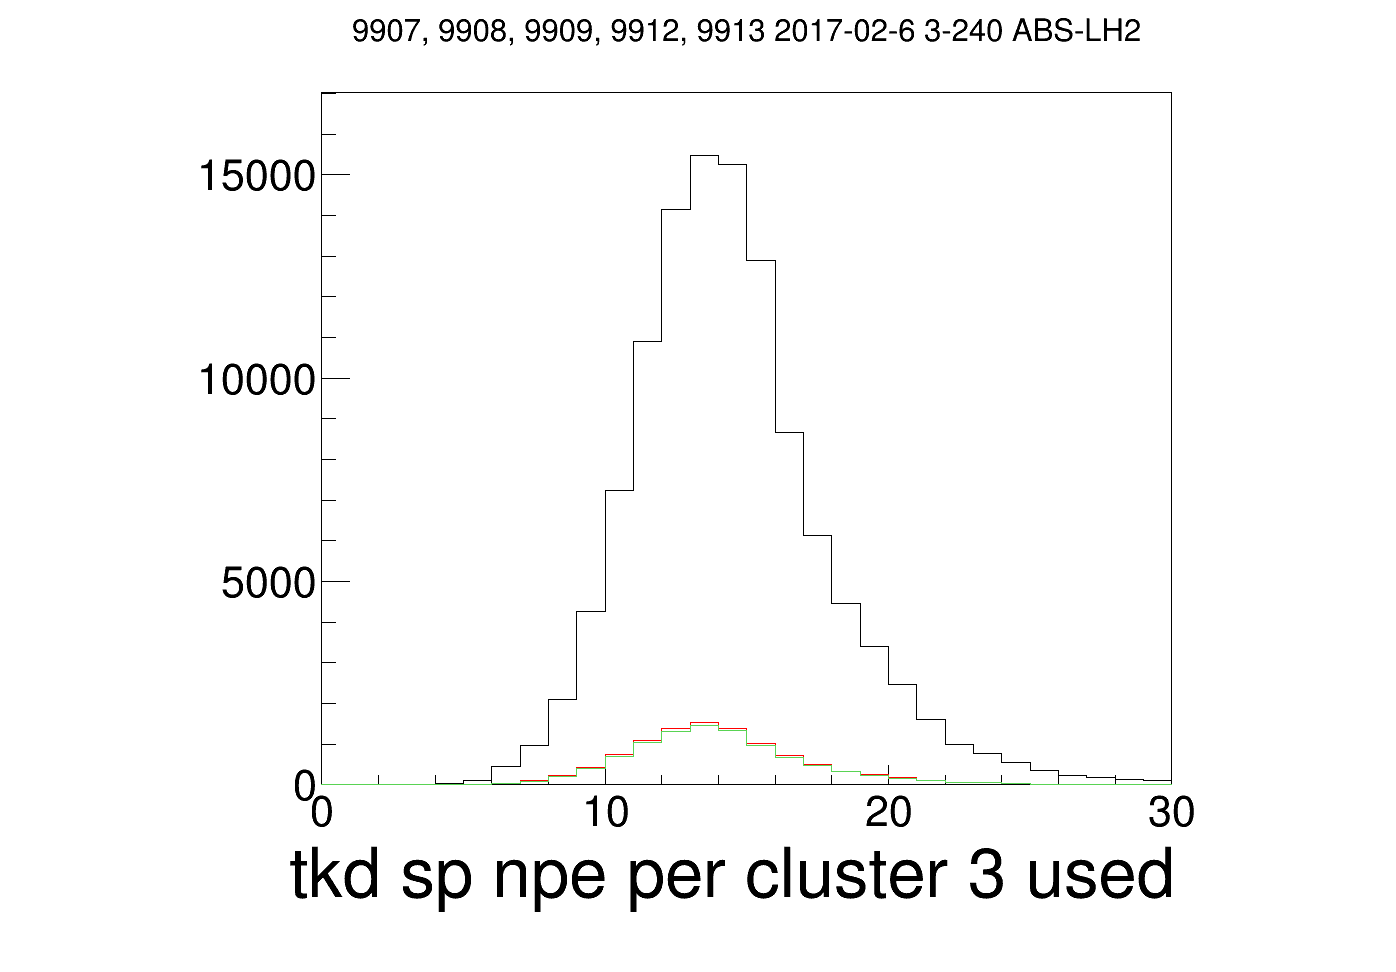 9907, 9908, 9909, 9912, 9913 2017-02-6 3-240 ABS-LH2
15000
10000
5000
0
0 10 20 30
tkd sp npe per cluster 3 used